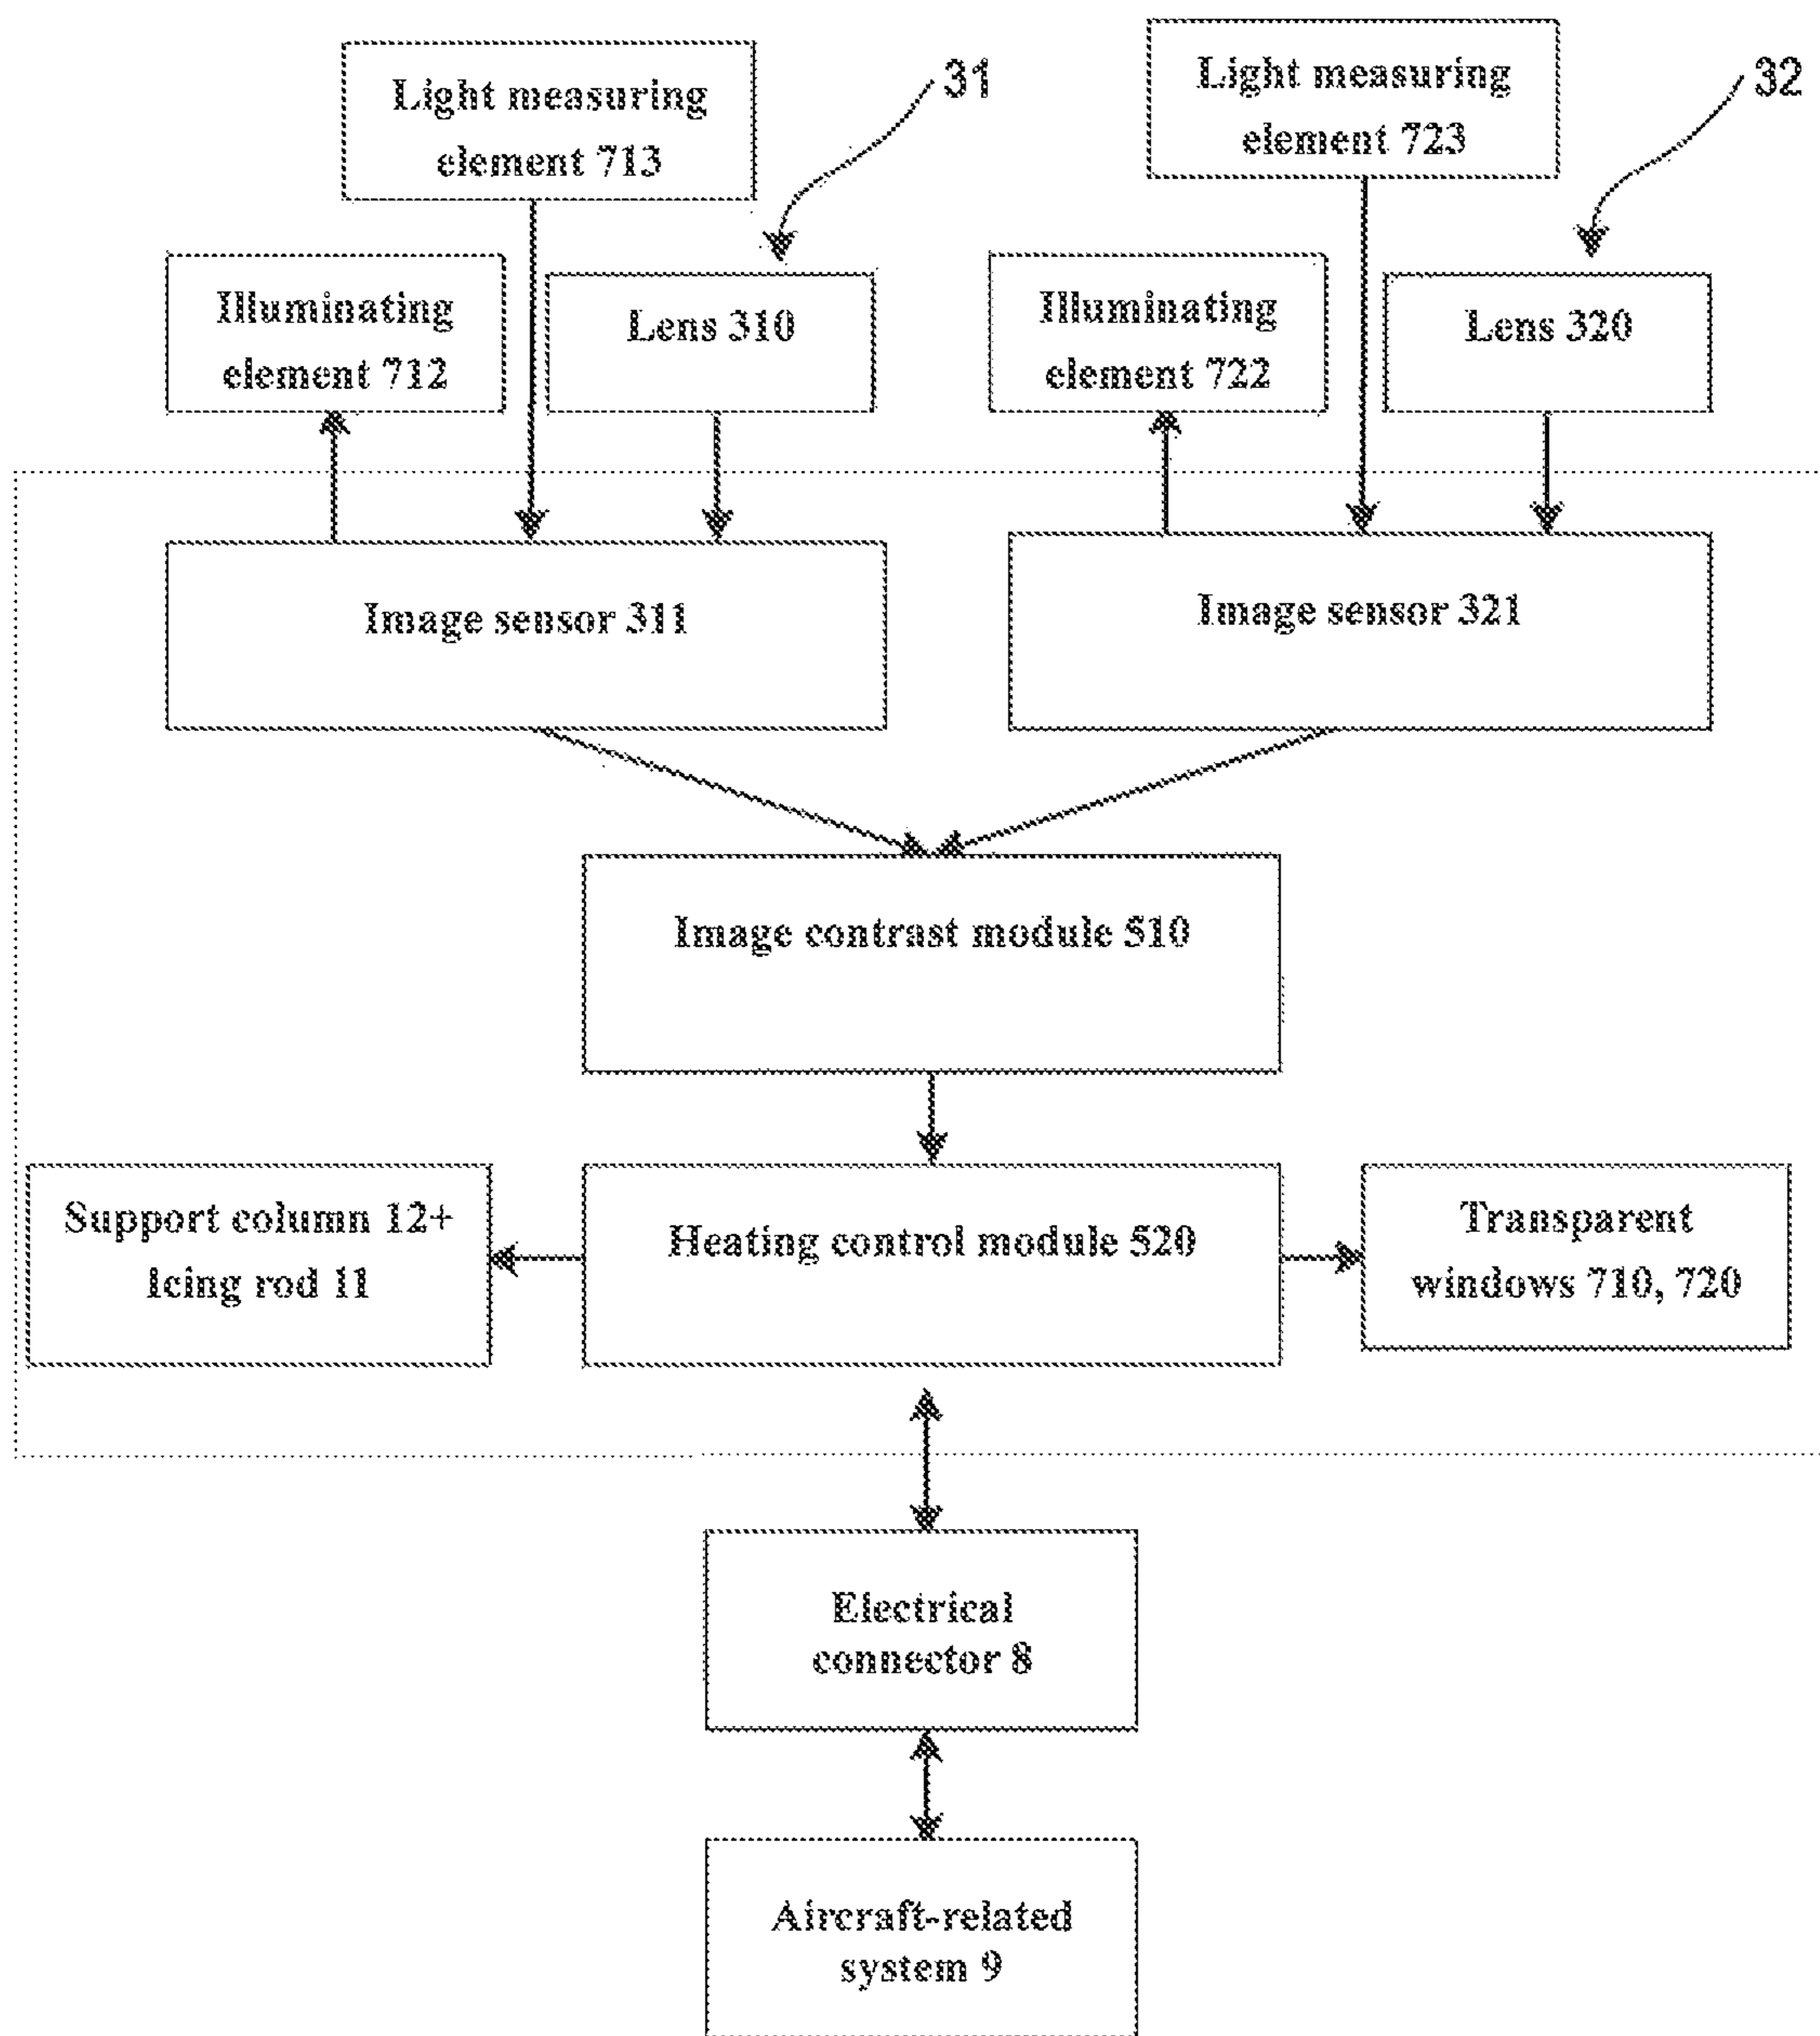 Light measuring
element 713
31
Light measuring
element 723
32
Illuminating
element 712
Lens 310
Illuminating
element 722
Lens 320
Image sensor 311
Image sensor 321
Image contrast module 510
Support column 12+
Icing rod 11
Heating control module 520
Transparent
windows 710, 720
Electrical
connector 8
Aircraft-related
system 9